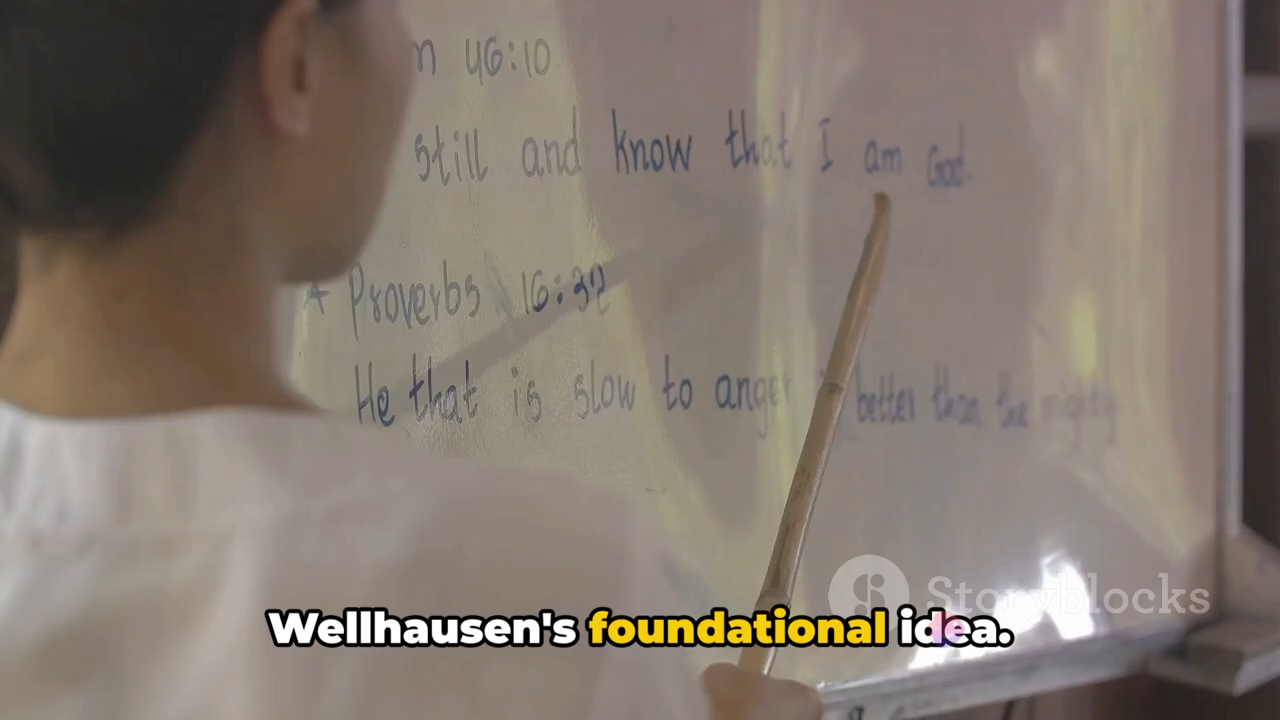 46:10
still and know that I am God.
Proverbs 16:32
He that is slow to anger better than the mighty
Storyblocks
Wellhausen's foundational idea.